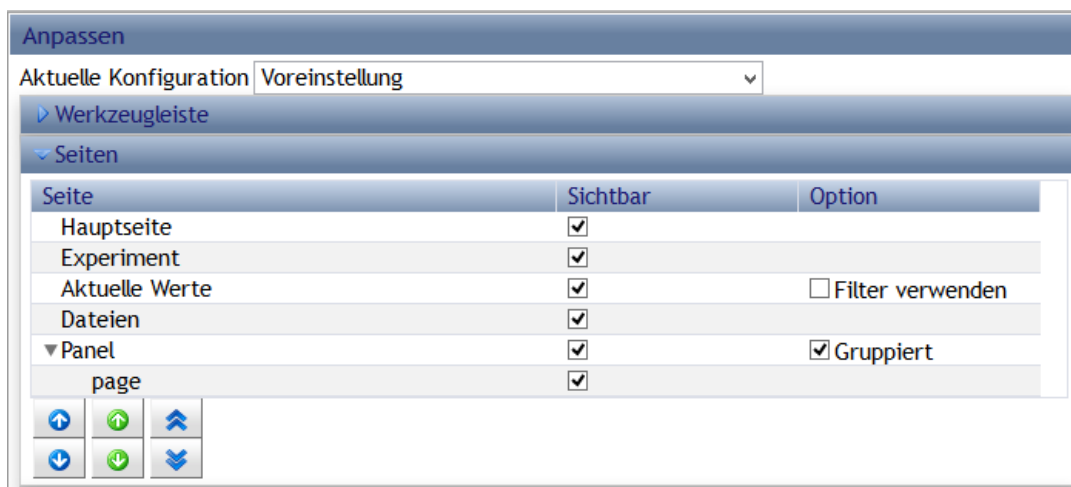 Anpassen
Aktuelle Konfiguration Voreinstellung
Werkzeugleiste
Seiten
Seite Sichtbar Option
Hauptseite
Experiment
Aktuelle Werte Filter verwenden
Dateien
Panel Gruppiert
page